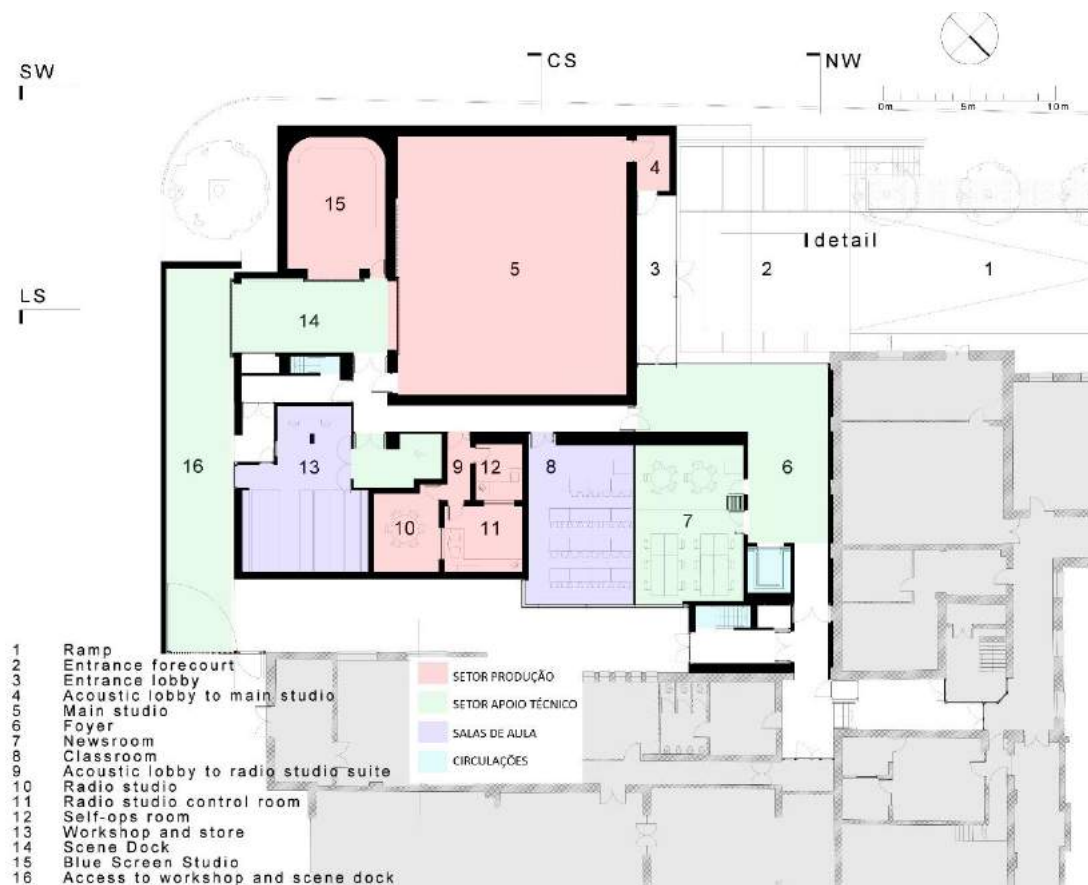 SW
CS
NW
0m 5m 10m
4
15
detail
5
3
2
1
LS
14
16
13
9
12
8
6
7
10
11
1 Ramp
2 Entrance forecourt
3 Entrance lobby
4 Acoustic lobby to main studio
5 Main studio
6 Foyer
7 Newsroom
8 Classroom
9 Acoustic lobby to radio studio suite
10 Radio studio
11 Radio studio control room
12 Self-ops room
13 Workshop and store
14 Scene Dock
15 Blue Screen Studio
16 Access to workshop and scene dock
SETOR PRODUÇÃO
SETOR APOIO TÉCNICO
SALAS DE AULA
CIRCULAÇÕES